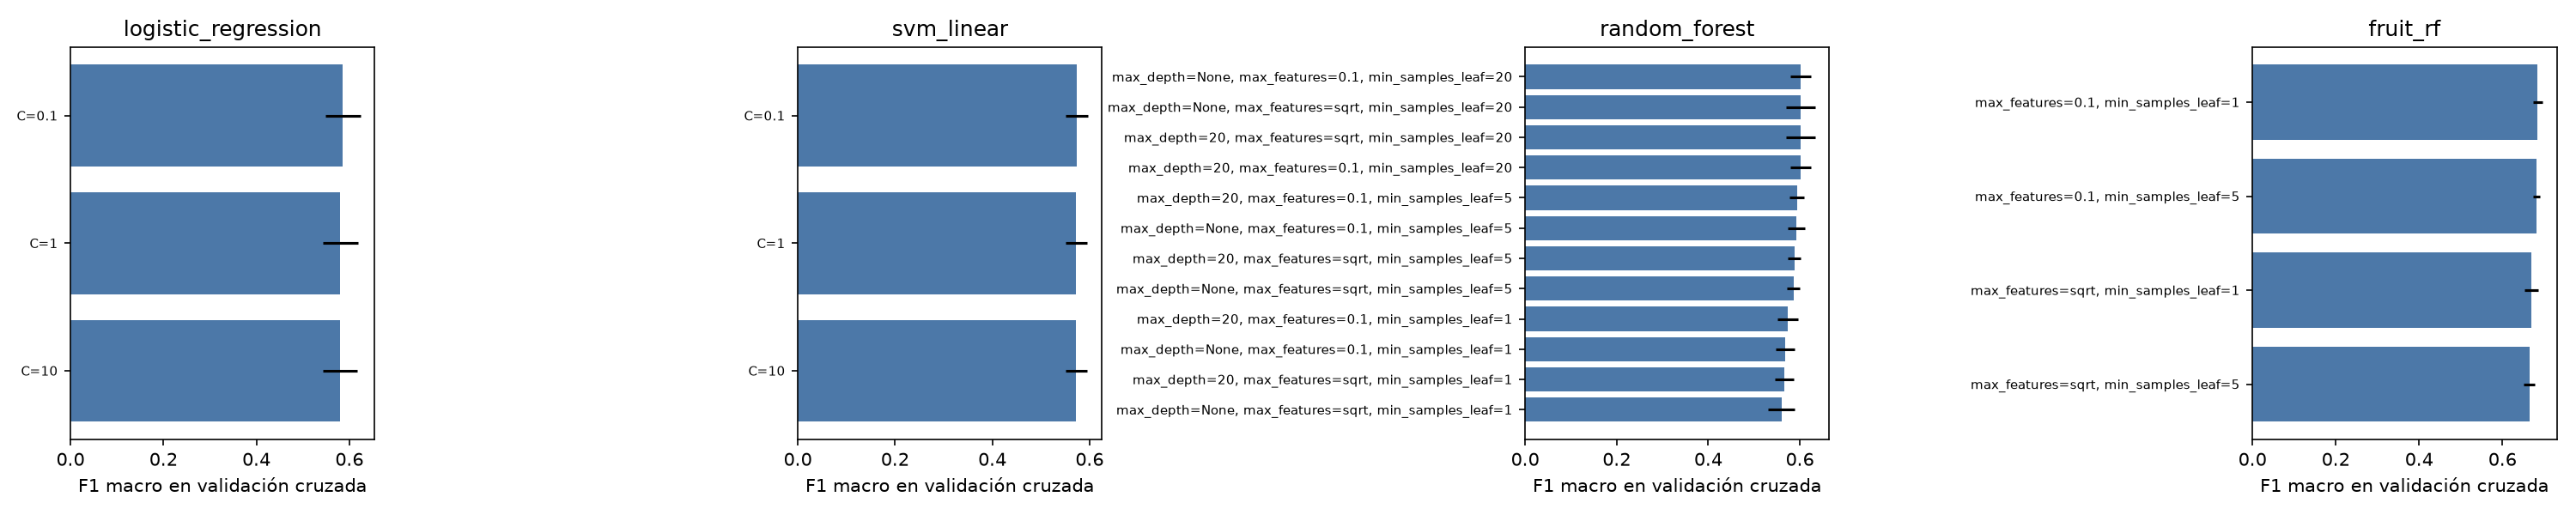 logistic_regression
C=0.1
C=1
C=10
0.0 0.2 0.4 0.6
F1 macro en validación cruzada
svm_linear
C=0.1
C=1
C=10
0.0 0.2 0.4 0.6
F1 macro en validación cruzada
random_forest
max_depth=None, max_features=0.1, min_samples_leaf=20
max_depth=None, max_features=sqrt, min_samples_leaf=20
max_depth=20, max_features=sqrt, min_samples_leaf=20
max_depth=20, max_features=0.1, min_samples_leaf=20
max_depth=20, max_features=0.1, min_samples_leaf=5
max_depth=None, max_features=0.1, min_samples_leaf=5
max_depth=20, max_features=sqrt, min_samples_leaf=5
max_depth=None, max_features=sqrt, min_samples_leaf=5
max_depth=20, max_features=0.1, min_samples_leaf=1
max_depth=None, max_features=0.1, min_samples_leaf=1
max_depth=20, max_features=sqrt, min_samples_leaf=1
max_depth=None, max_features=sqrt, min_samples_leaf=1
0.0 0.2 0.4 0.6
F1 macro en validación cruzada
fruit_rf
max_features=0.1, min_samples_leaf=1
max_features=0.1, min_samples_leaf=5
max_features=sqrt, min_samples_leaf=1
max_features=sqrt, min_samples_leaf=5
0.0 0.2 0.4 0.6
F1 macro en validación cruzada